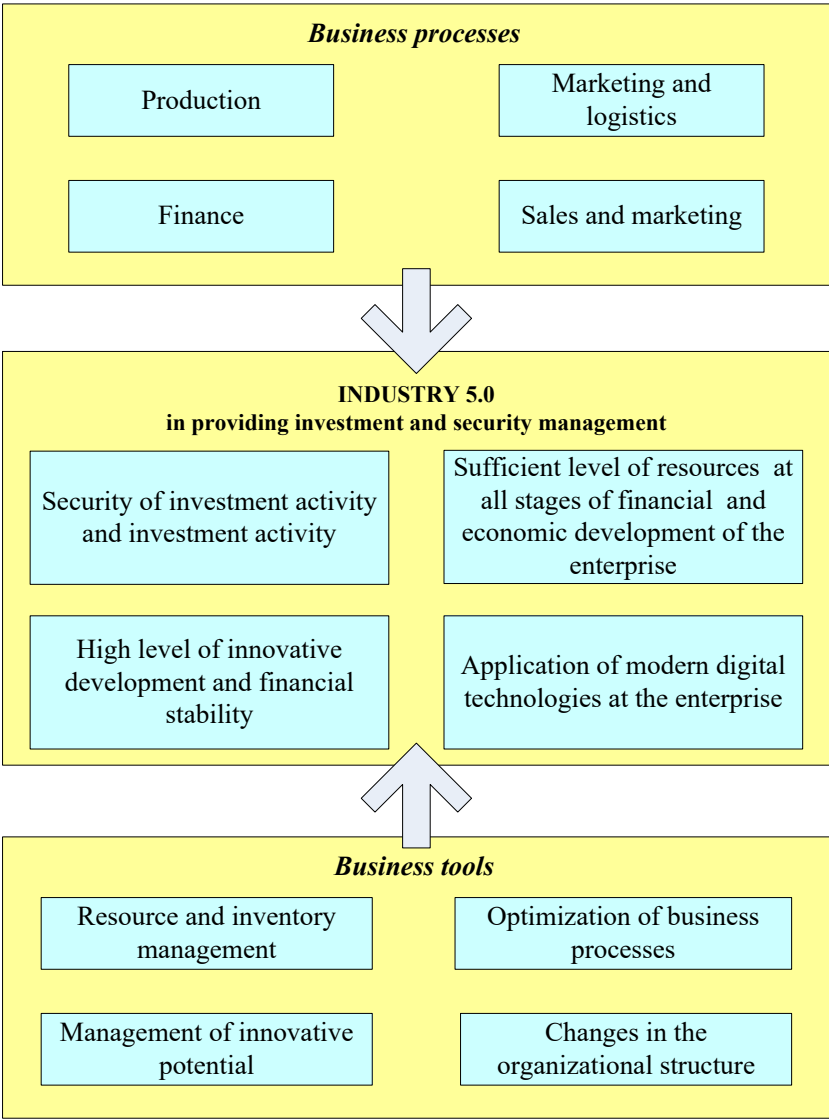 Business processes
Production
Marketing and
logistics
Finance
Sales and marketing
INDUSTRY 5.0
in providing investment and security management
Security of investment activity
and investment activity
Sufficient level of resources at
all stages of financial and
economic development of the
enterprise
High level of innovative
development and financial
stability
Application of modern digital
technologies at the enterprise
Business tools
Resource and inventory
management
Optimization of business
processes
Management of innovative
potential
Changes in the
organizational structure